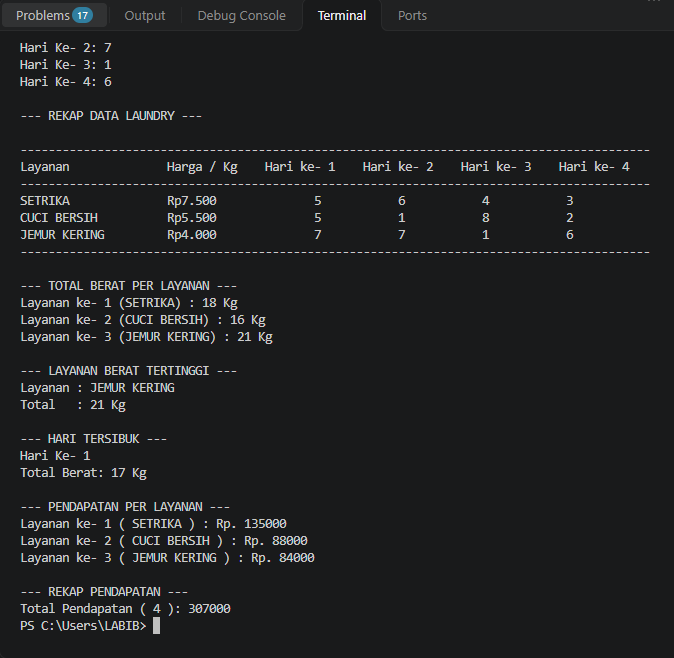 Problems 17 Output Debug Console Terminal Ports
Hari Ke- 2: 7
Hari Ke- 3: 1
Hari Ke- 4: 6
--- REKAP DATA LAUNDRY ---
------------------------------------------------------------------------------------------
Layanan Harga / Kg Hari ke- 1 Hari ke- 2 Hari ke- 3 Hari ke- 4
------------------------------------------------------------------------------------------
SETRIKA Rp7.500 5 6 4 3
CUCI BERSIH Rp5.500 5 1 8 2
JEMUR KERING Rp4.000 7 7 1 6
------------------------------------------------------------------------------------------
--- TOTAL BERAT PER LAYANAN ---
Layanan ke- 1 (SETRIKA) : 18 Kg
Layanan ke- 2 (CUCI BERSIH) : 16 Kg
Layanan ke- 3 (JEMUR KERING) : 21 Kg
--- LAYANAN BERAT TERTINGGI ---
Layanan : JEMUR KERING
Total : 21 Kg
--- HARI TERSIBUK ---
Hari Ke- 1
Total Berat: 17 Kg
--- PENDAPATAN PER LAYANAN ---
Layanan ke- 1 ( SETRIKA ) : Rp. 135000
Layanan ke- 2 ( CUCI BERSIH ) : Rp. 88000
Layanan ke- 3 ( JEMUR KERING ) : Rp. 84000
--- REKAP PENDAPATAN ---
Total Pendapatan ( 4 ): 307000
PS C:\Users\LABIB>